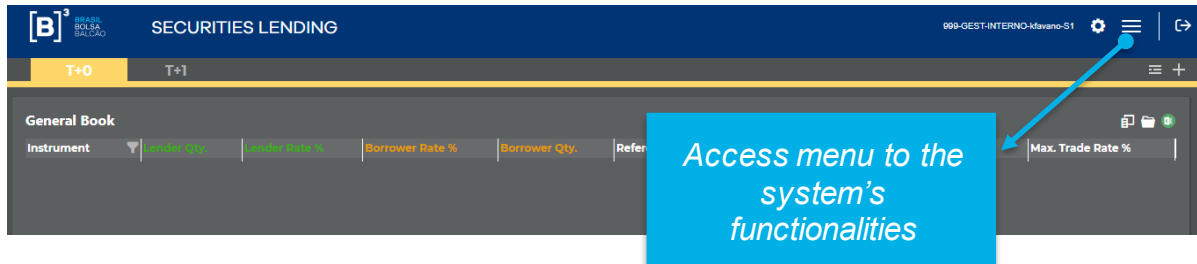 [B]³ BRASIL BOLSA BALCÃO
SECURITIES LENDING
999-GEST-INTERNO-kfavano-S1
T+0
T+1
General Book
Instrument Lender Qty. Lender Rate % Borrower Rate % Borrower Qty. Refer Max. Trade Rate %
Access menu to the
system's
functionalities